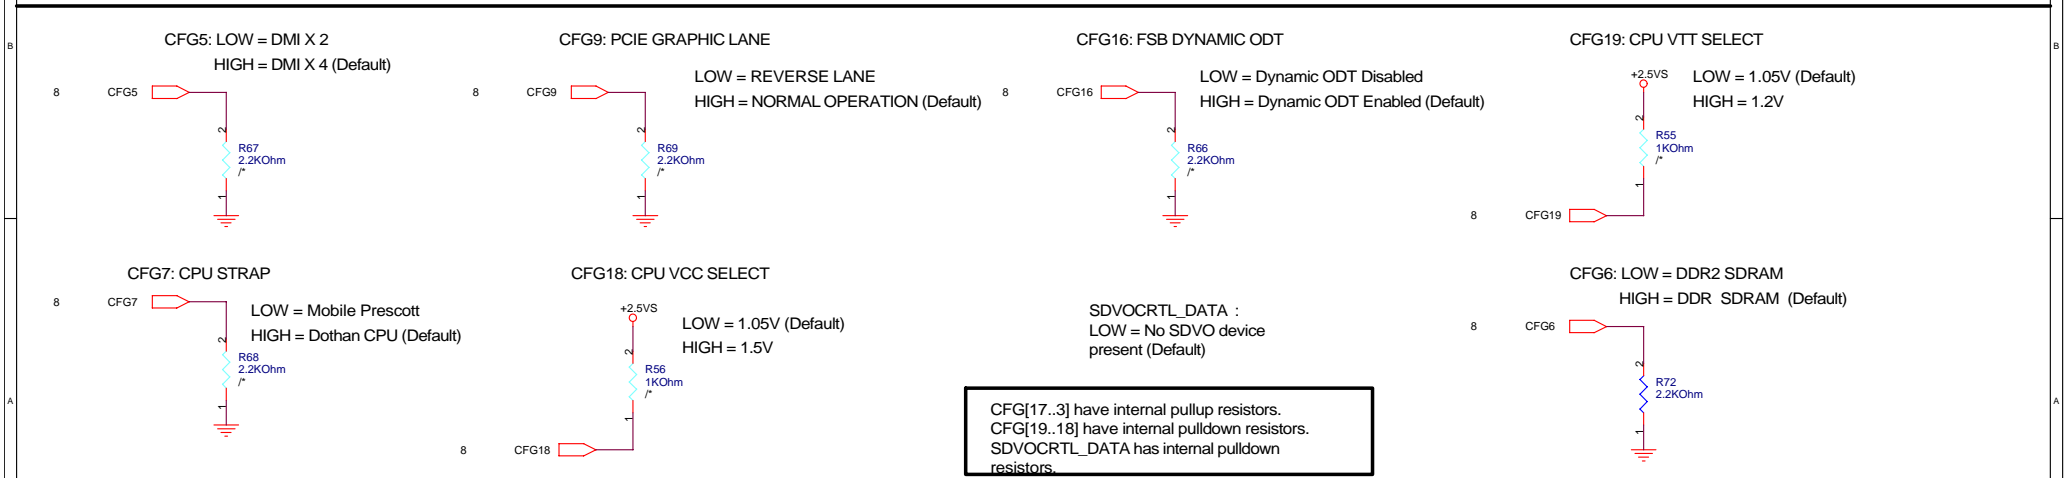 B
B
CFG5: LOW = DMI X 2
HIGH = DMI X 4 (Default)
8
CFG5
2
R67
2.2KOhm
/*
1
CFG9: PCIE GRAPHIC LANE
LOW = REVERSE LANE
HIGH = NORMAL OPERATION (Default)
8
CFG9
2
R69
2.2KOhm
/*
1
CFG16: FSB DYNAMIC ODT
LOW = Dynamic ODT Disabled
HIGH = Dynamic ODT Enabled (Default)
8
CFG16
2
R66
2.2KOhm
/*
1
CFG19: CPU VTT SELECT
+2.5VS
LOW = 1.05V (Default)
HIGH = 1.2V
2
R55
1KOhm
/*
1
8
CFG19
CFG7: CPU STRAP
8
CFG7
LOW = Mobile Prescott
HIGH = Dothan CPU (Default)
2
R68
2.2KOhm
/*
1
CFG18: CPU VCC SELECT
+2.5VS
LOW = 1.05V (Default)
HIGH = 1.5V
2
R56
1KOhm
/*
1
8
CFG18
SDVOCRTL_DATA :
LOW = No SDVO device
present (Default)
CFG[17..3] have internal pullup resistors.
CFG[19..18] have internal pulldown resistors.
SDVOCRTL_DATA has internal pulldown
resistors.
CFG6: LOW = DDR2 SDRAM
HIGH = DDR SDRAM (Default)
8
CFG6
2
R72
2.2KOhm
1
A
A